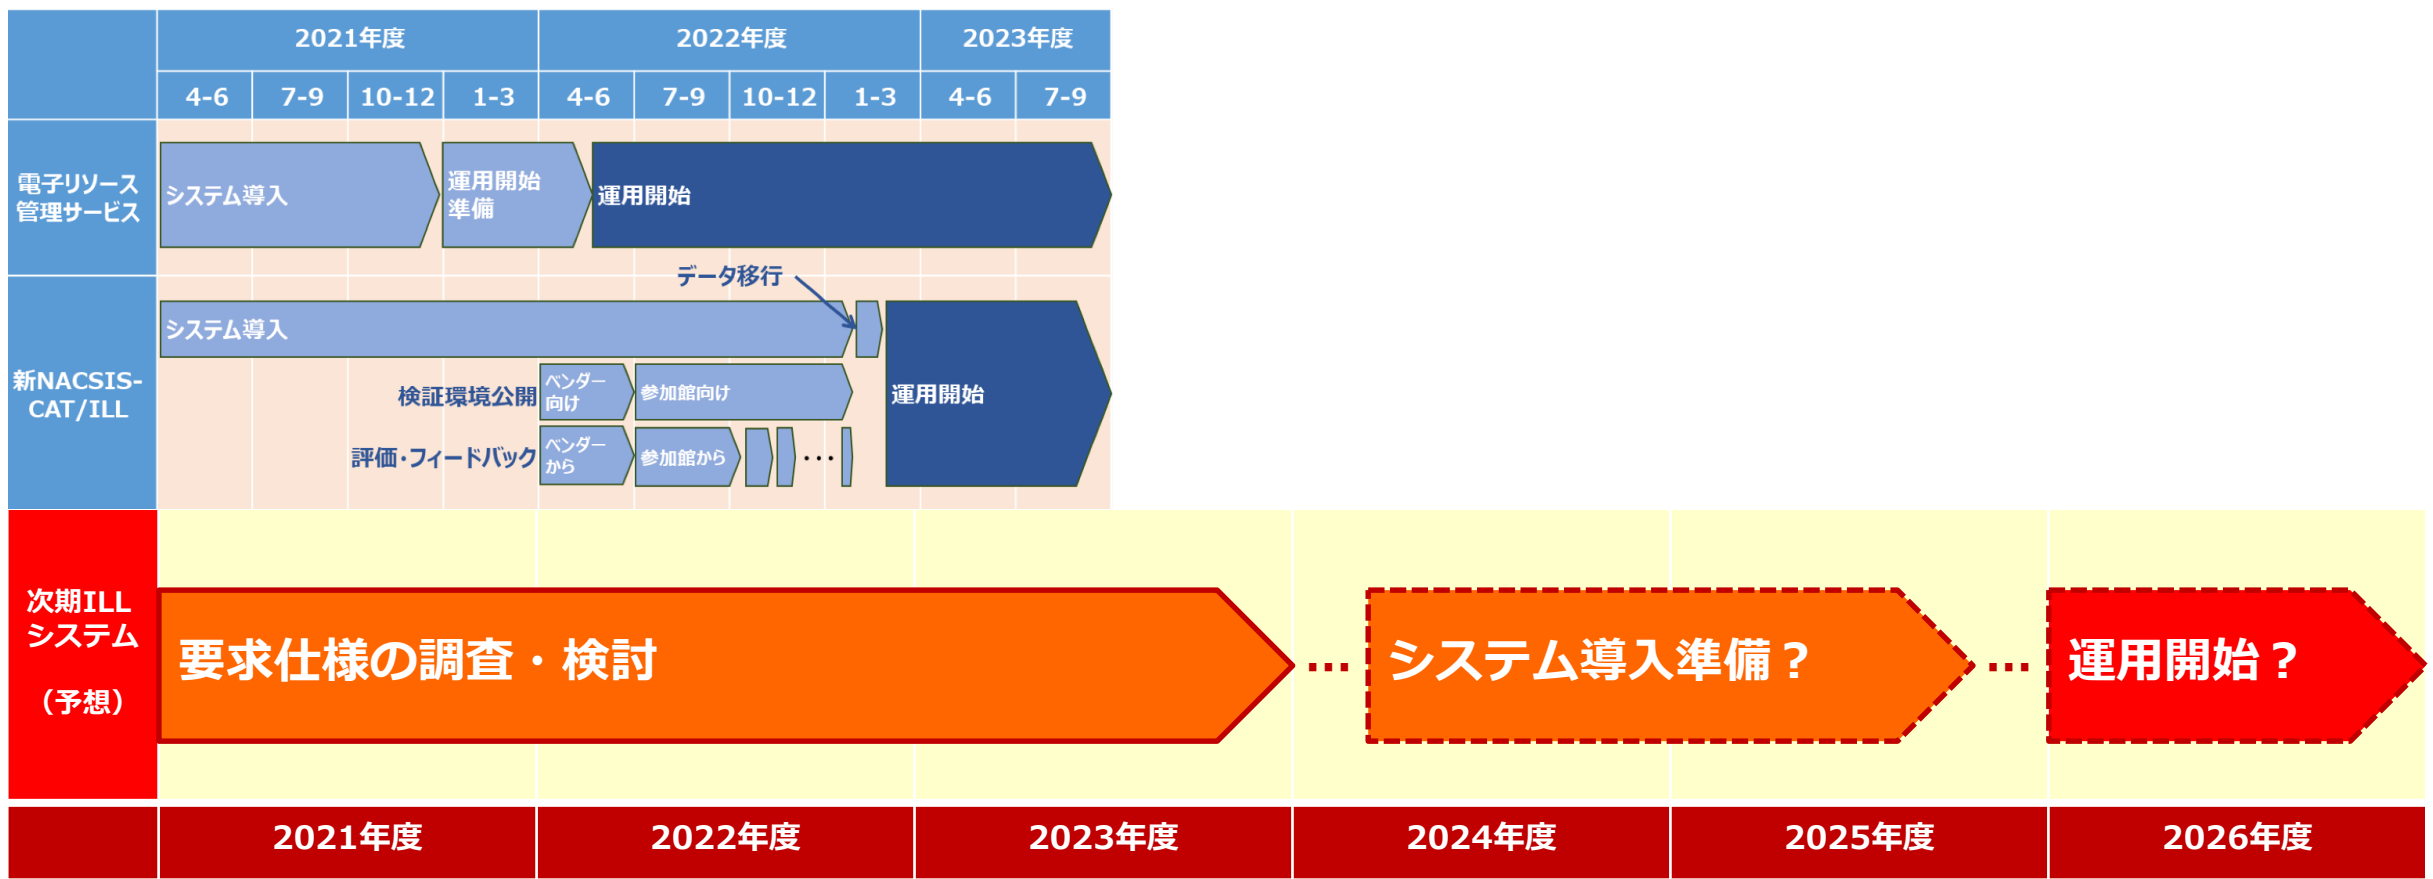 2021年度
2022年度
2023年度
4-6
7-9
10-12
1-3
4-6
7-9
10-12
1-3
4-6
7-9
電子リソース
管理サービス
システム導入
運用開始
準備
運用開始
データ移行
新NACSIS-
CAT/ILL
システム導入
検証環境公開
ベンダー
向け
参加館向け
運用開始
評価・フィードバック
ベンダー
から
参加館から
…
次期ILL
システム
（予想）
要求仕様の調査・検討
…
システム導入準備？
…
運用開始？
2021年度
2022年度
2023年度
2024年度
2025年度
2026年度